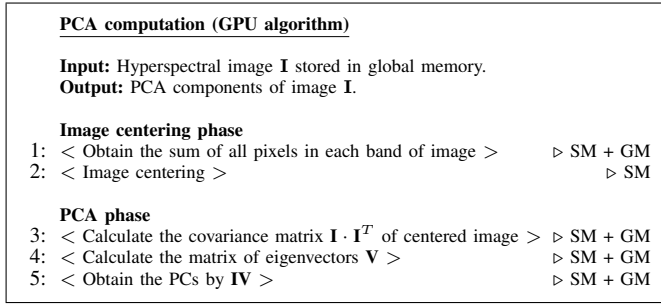 PCA computation (GPU algorithm)
Input: Hyperspectral image I stored in global memory.
Output: PCA components of image I.
Image centering phase
1: < Obtain the sum of all pixels in each band of image > ▷ SM + GM
2: < Image centering > ▷ SM
PCA phase
3: < Calculate the covariance matrix I · I^T of centered image > ▷ SM + GM
4: < Calculate the matrix of eigenvectors V > ▷ SM + GM
5: < Obtain the PCs by IV > ▷ SM + GM